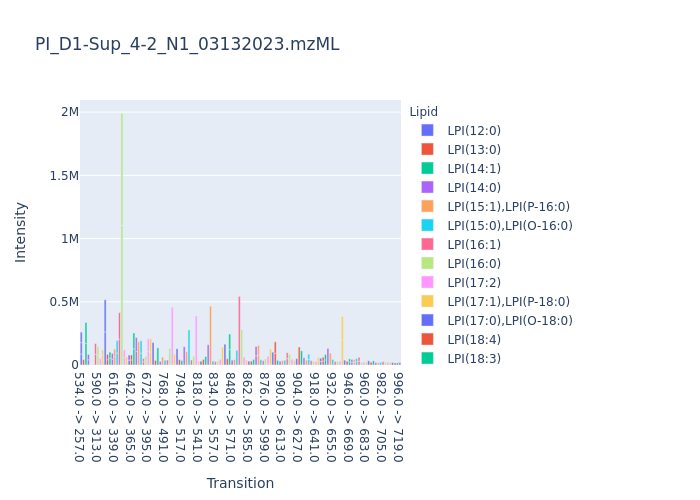 PI_D1-Sup_4-2_N1_03132023.mzML
Lipid
LPI(12:0)
LPI(13:0)
LPI(14:1)
LPI(14:0)
LPI(15:1),LPI(P-16:0)
LPI(15:0),LPI(O-16:0)
LPI(16:1)
LPI(16:0)
LPI(17:2)
LPI(17:1),LPI(P-18:0)
LPI(17:0),LPI(O-18:0)
LPI(18:4)
LPI(18:3)
Intensity
2M
1.5M
1M
0.5M
0
534.0 -> 257.0
590.0 -> 313.0
616.0 -> 339.0
642.0 -> 365.0
672.0 -> 395.0
768.0 -> 491.0
794.0 -> 517.0
818.0 -> 541.0
834.0 -> 557.0
848.0 -> 571.0
862.0 -> 585.0
876.0 -> 599.0
890.0 -> 613.0
904.0 -> 627.0
918.0 -> 641.0
932.0 -> 655.0
946.0 -> 669.0
960.0 -> 683.0
982.0 -> 705.0
996.0 -> 719.0
Transition